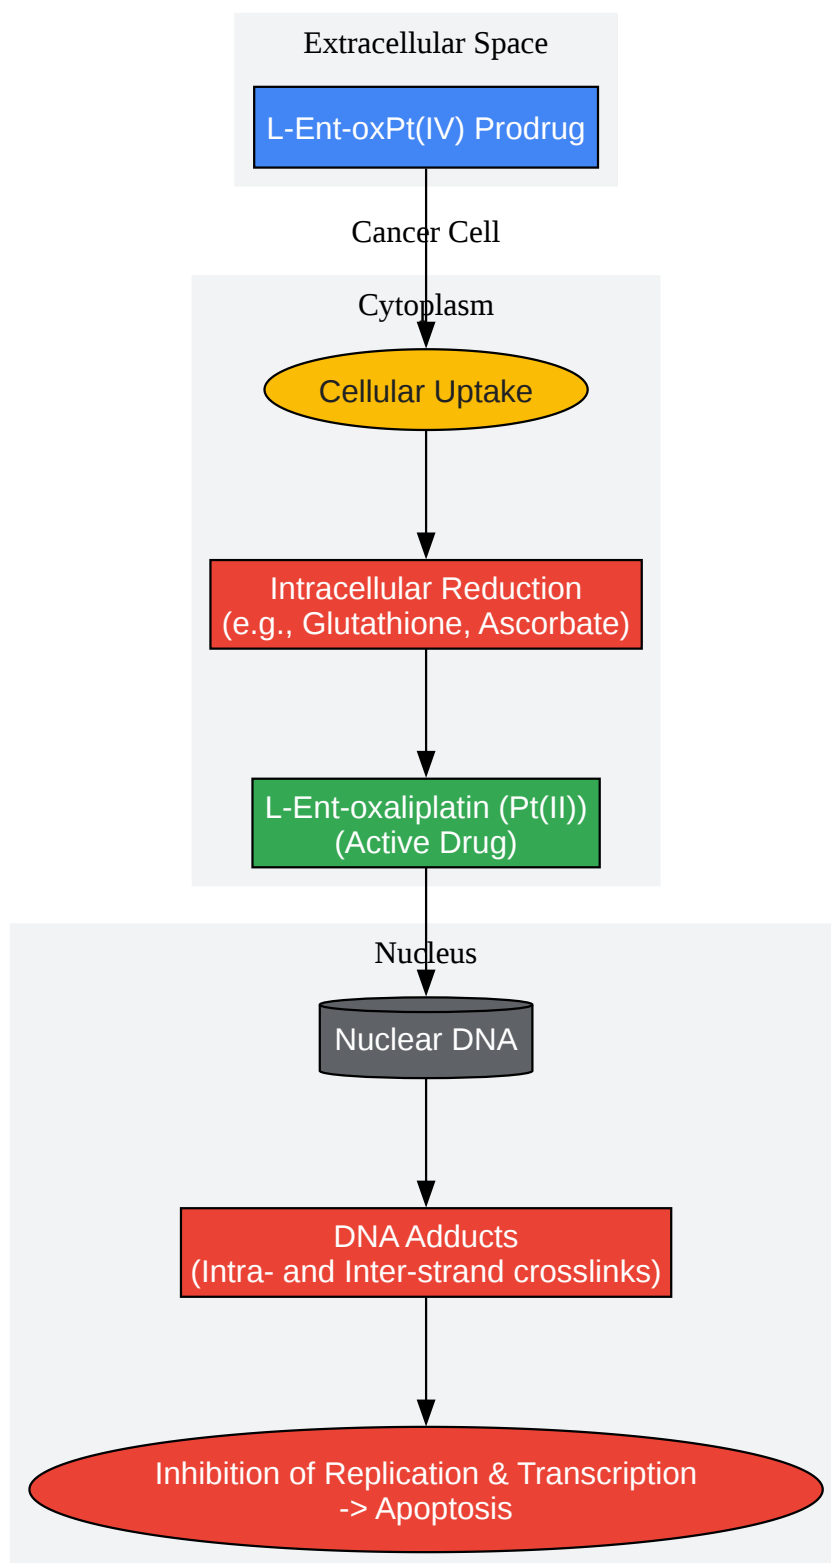 Extracellular Space
L-Ent-oxPt(IV) Prodrug
Cancer Cell
Cytoplasm
Cellular Uptake
Intracellular Reduction
(e.g., Glutathione, Ascorbate)
L-Ent-oxaliplatin (Pt(II))
(Active Drug)
Nucleus
Nuclear DNA
DNA Adducts
(Intra- and Inter-strand crosslinks)
Inhibition of Replication & Transcription
-> Apoptosis